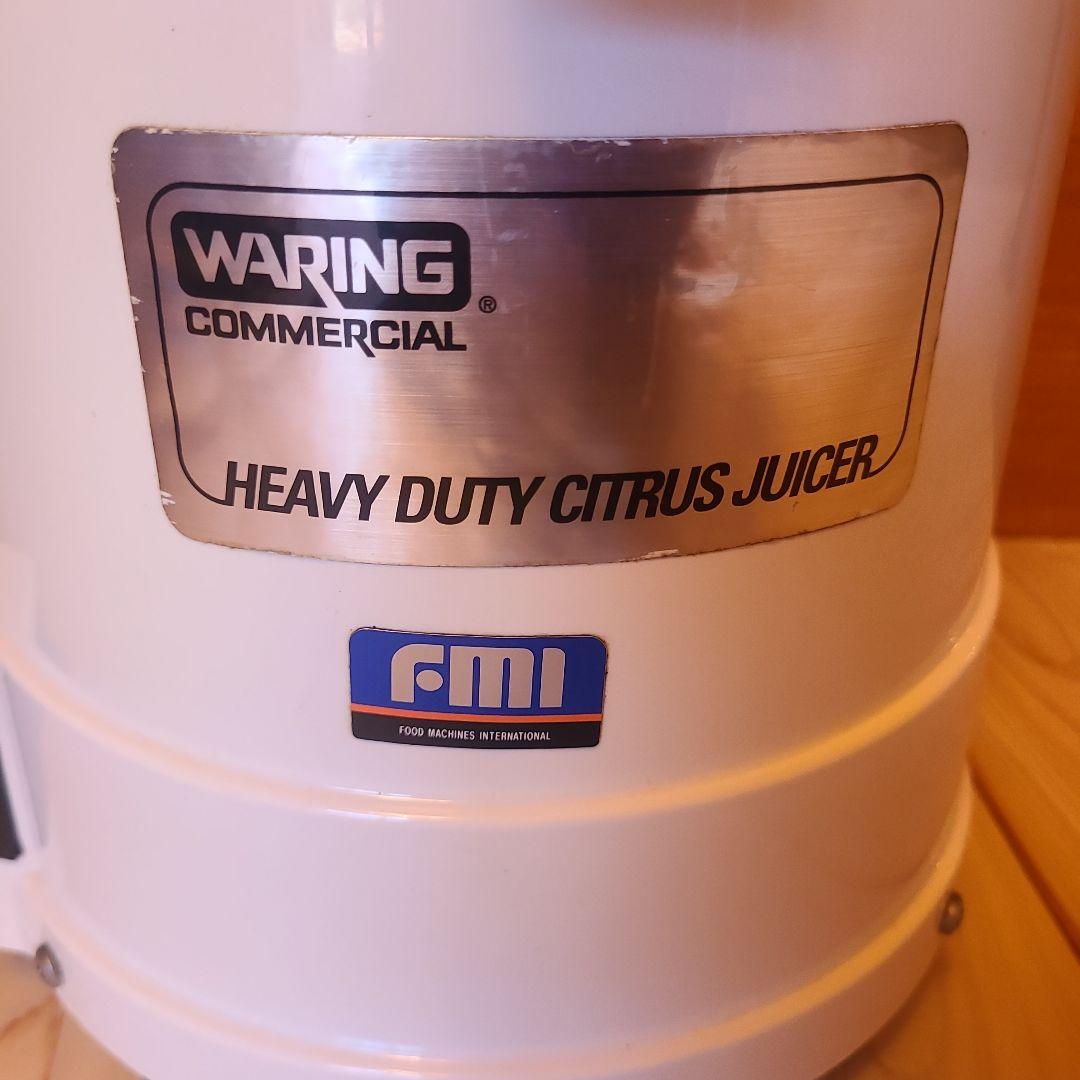 WARING
®
COMMERCIAL
HEAVY DUTY CITRUS JUICER
FMI
FOOD MACHINES INTERNATIONAL